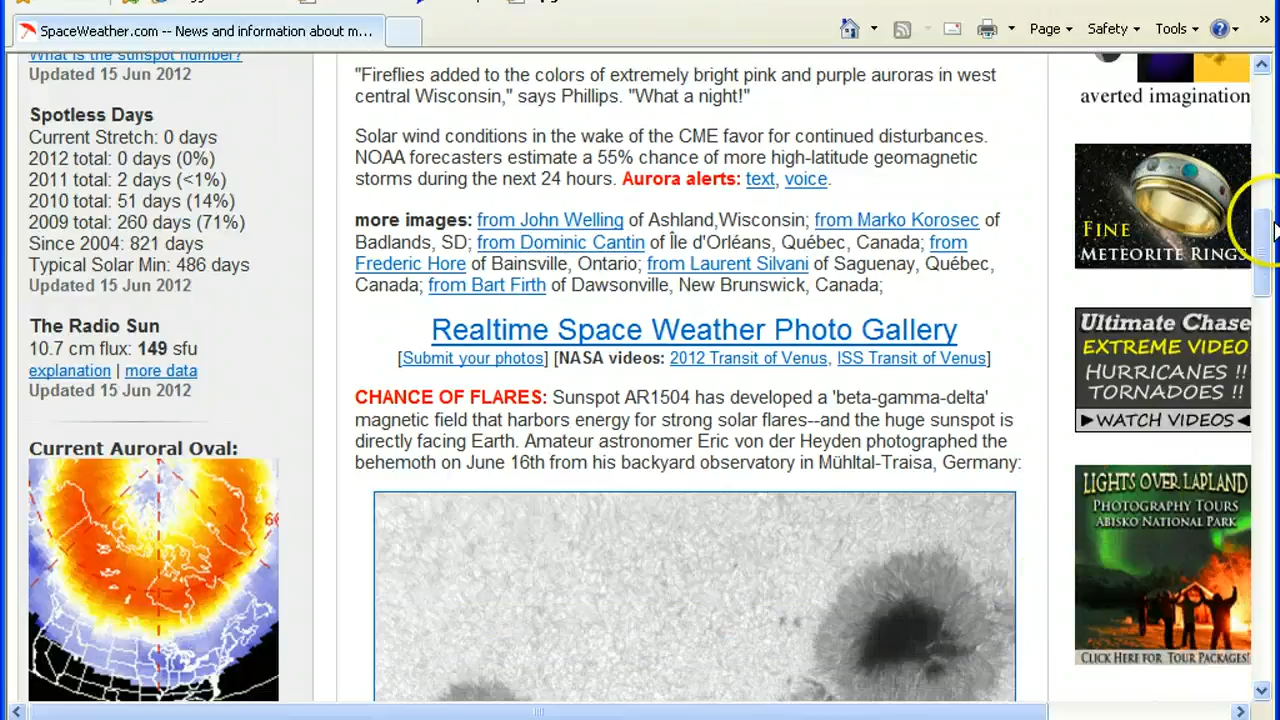 SpaceWeather.com -- News and information about m...
Page
Safety
Tools
»
What is the sunspot number?
Updated 15 Jun 2012
Spotless Days
Current Stretch: 0 days
2012 total: 0 days (0%)
2011 total: 2 days (<1%)
2010 total: 51 days (14%)
2009 total: 260 days (71%)
Since 2004: 821 days
Typical Solar Min: 486 days
Updated 15 Jun 2012
The Radio Sun
10.7 cm flux: 149 sfu
explanation | more data
Updated 15 Jun 2012
Current Auroral Oval:
"Fireflies added to the colors of extremely bright pink and purple auroras in west
central Wisconsin," says Phillips. "What a night!"
Solar wind conditions in the wake of the CME favor for continued disturbances.
NOAA forecasters estimate a 55% chance of more high-latitude geomagnetic
storms during the next 24 hours. Aurora alerts: text, voice.
more images: from John Welling of Ashland,Wisconsin; from Marko Korosec of
Badlands, SD; from Dominic Cantin of Île d'Orléans, Québec, Canada; from
Frederic Hore of Bainsville, Ontario; from Laurent Silvani of Saguenay, Québec,
Canada; from Bart Firth of Dawsonville, New Brunswick, Canada;
Realtime Space Weather Photo Gallery
[Submit your photos] [NASA videos: 2012 Transit of Venus, ISS Transit of Venus]
CHANCE OF FLARES: Sunspot AR1504 has developed a 'beta-gamma-delta'
magnetic field that harbors energy for strong solar flares--and the huge sunspot is
directly facing Earth. Amateur astronomer Eric von der Heyden photographed the
behemoth on June 16th from his backyard observatory in Mühltal-Traisa, Germany:
averted imagination
FINE
METEORITE RINGS
Ultimate Chase
EXTREME VIDEO
HURRICANES !!
TORNADOES !!
►WATCH VIDEOS◄
LIGHTS OVER LAPLAND
PHOTOGRAPHY TOURS
ABISKO NATIONAL PARK
CLICK HERE FOR TOUR PACKAGES!